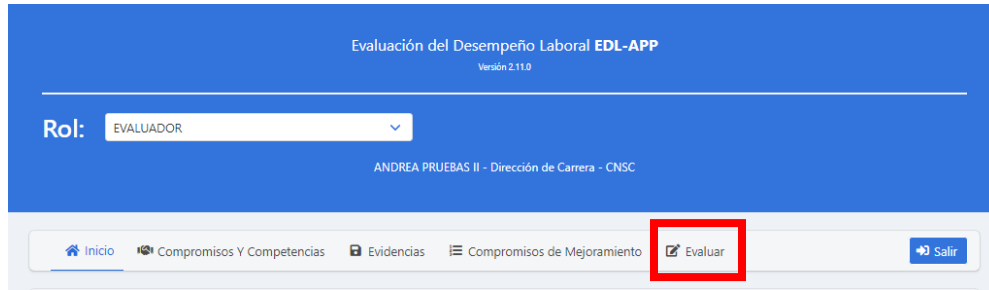 Evaluación del Desempeño Laboral EDL-APP
Versión 2.11.0
Rol: EVALUADOR
ANDREA PRUEBAS II - Dirección de Carrera - CNSC
Inicio Compromisos Y Competencias Evidencias Compromisos de Mejoramiento Evaluar Salir